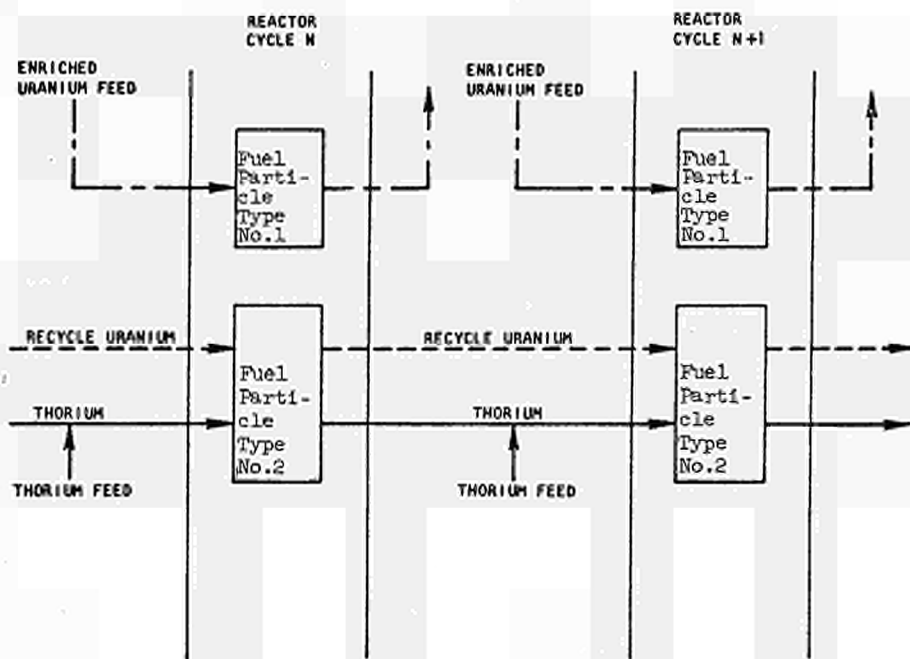 REACTOR
CYCLE N
REACTOR
CYCLE N+1
ENRICHED
URANIUM FEED
ENRICHED
URANIUM FEED
Fuel
Parti-
cle
Type
No.1
Fuel
Parti-
cle
Type
No.1
RECYCLE URANIUM
RECYCLE URANIUM
Fuel
Parti-
cle
Type
No.2
Fuel
Parti-
cle
Type
No.2
THORIUM
THORIUM
THORIUM FEED
THORIUM FEED